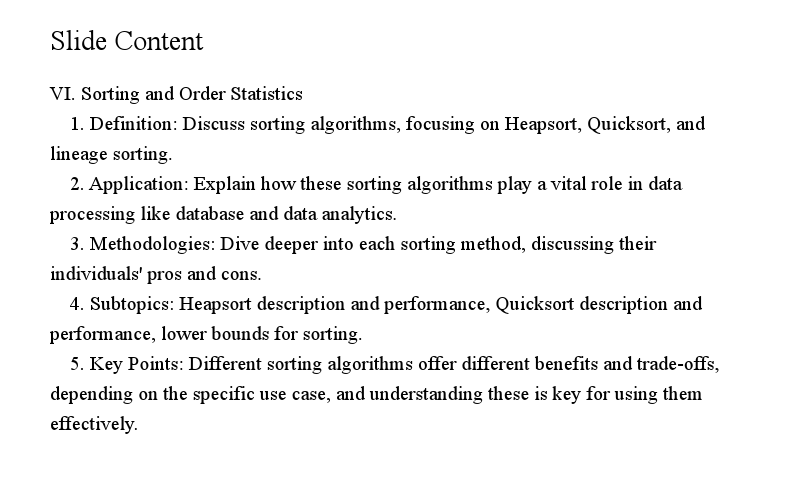 Slide Content
VI. Sorting and Order Statistics
1. Definition: Discuss sorting algorithms, focusing on Heapsort, Quicksort, and
lineage sorting.
2. Application: Explain how these sorting algorithms play a vital role in data
processing like database and data analytics.
3. Methodologies: Dive deeper into each sorting method, discussing their
individuals' pros and cons.
4. Subtopics: Heapsort description and performance, Quicksort description and
performance, lower bounds for sorting.
5. Key Points: Different sorting algorithms offer different benefits and trade-offs,
depending on the specific use case, and understanding these is key for using them
effectively.